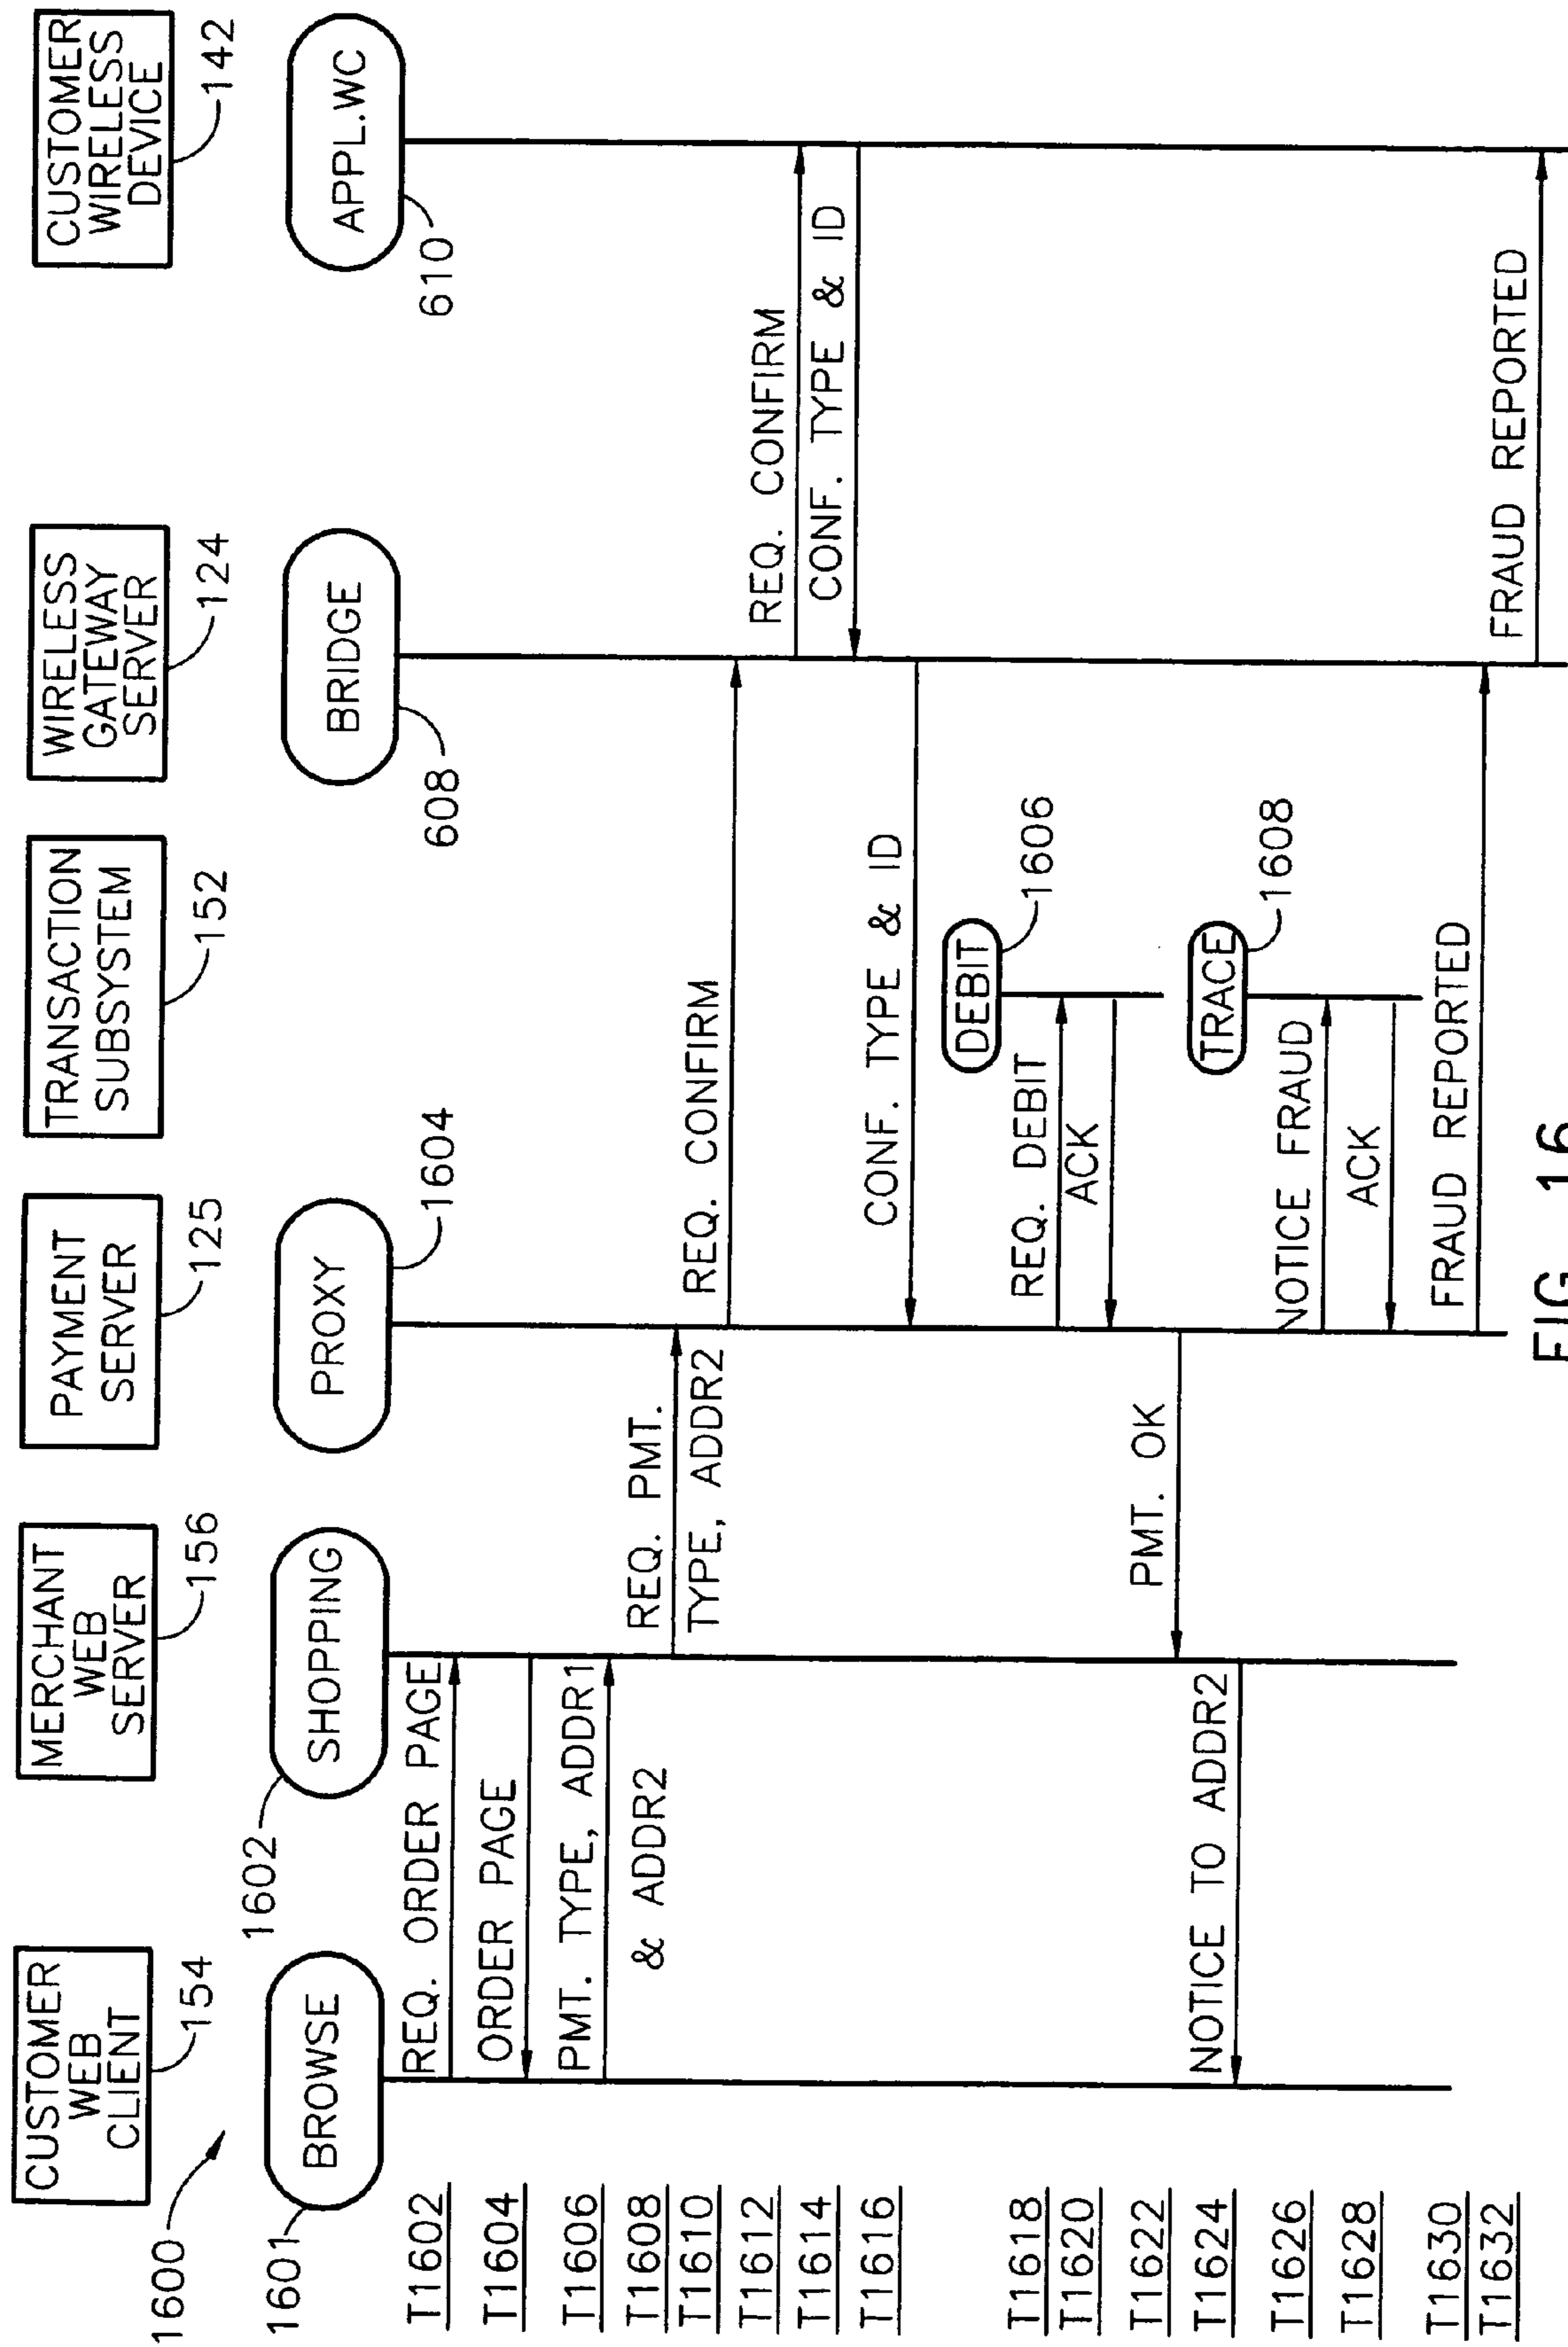 CUSTOMER
WEB
CLIENT
154
MERCHANT
WEB
SERVER
156
PAYMENT
SERVER
125
TRANSACTION
SUBSYSTEM
152
WIRELESS
GATEWAY
SERVER
124
CUSTOMER
WIRELESS
DEVICE
142
1600
1601
BROWSE
1602
SHOPPING
PROXY
1604
BRIDGE
608
APPL.WC
610
T1602
REQ. ORDER PAGE
T1604
ORDER PAGE
T1606
PMT. TYPE, ADDR1
& ADDR2
T1608
REQ. PMT.
TYPE, ADDR2
T1610
REQ. CONFIRM
T1612
REQ. CONFIRM
T1614
CONF. TYPE & ID
T1616
CONF. TYPE & ID
DEBIT
1606
T1618
REQ. DEBIT
T1620
ACK
T1622
PMT. OK
T1624
NOTICE TO ADDR2
TRACE
1608
T1626
NOTICE FRAUD
T1628
ACK
T1630
FRAUD REPORTED
T1632
FRAUD REPORTED
FIG. 16